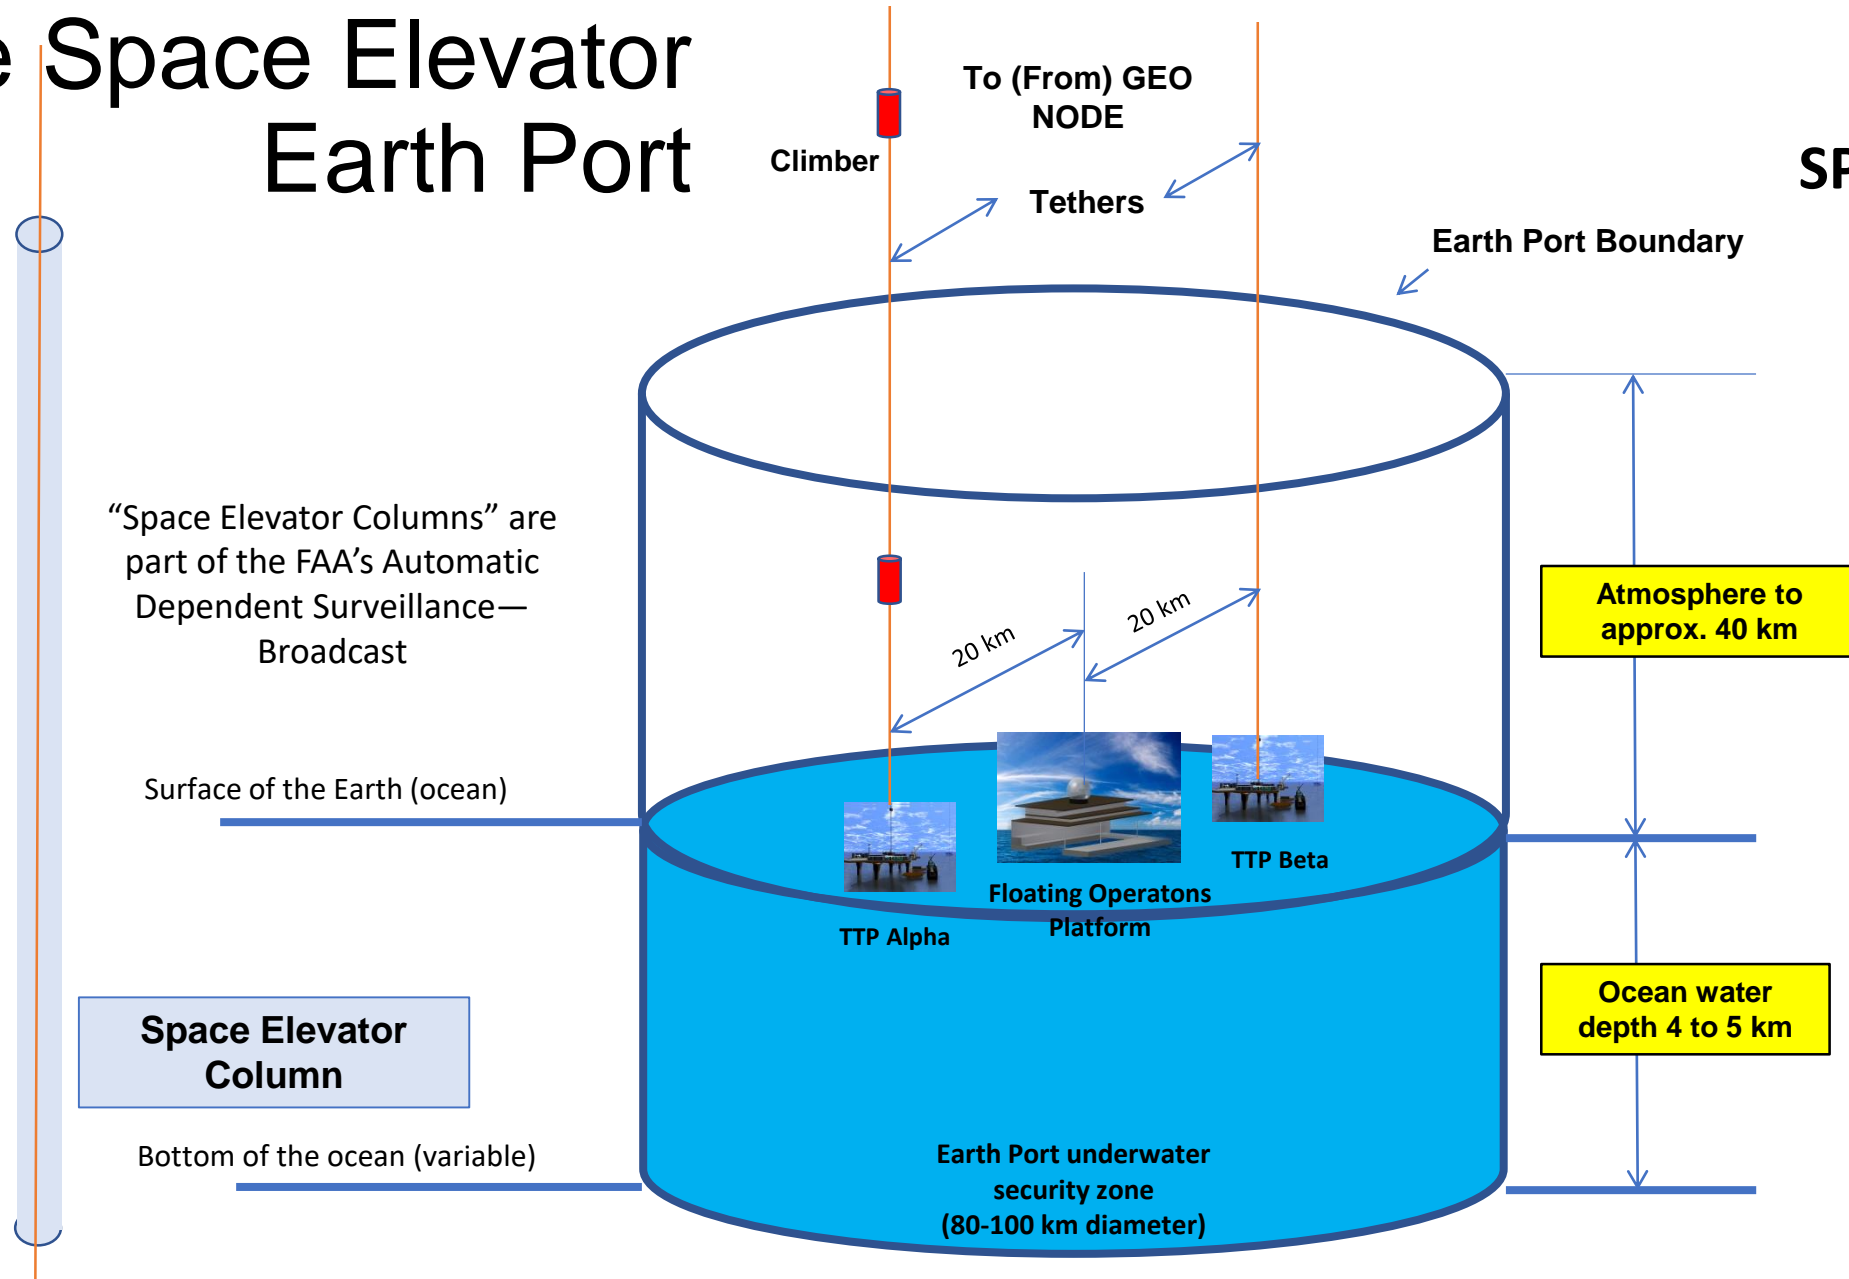 e Space Elevator
Earth Port
To (From) GEO
NODE
Climber
Tethers
SP
Earth Port Boundary
“Space Elevator Columns” are
part of the FAA’s Automatic
Dependent Surveillance—
Broadcast
20 km
20 km
Atmosphere to
approx. 40 km
Surface of the Earth (ocean)
TTP Beta
Floating Operatons
Platform
TTP Alpha
Ocean water
depth 4 to 5 km
Space Elevator
Column
Bottom of the ocean (variable)
Earth Port underwater
security zone
(80-100 km diameter)